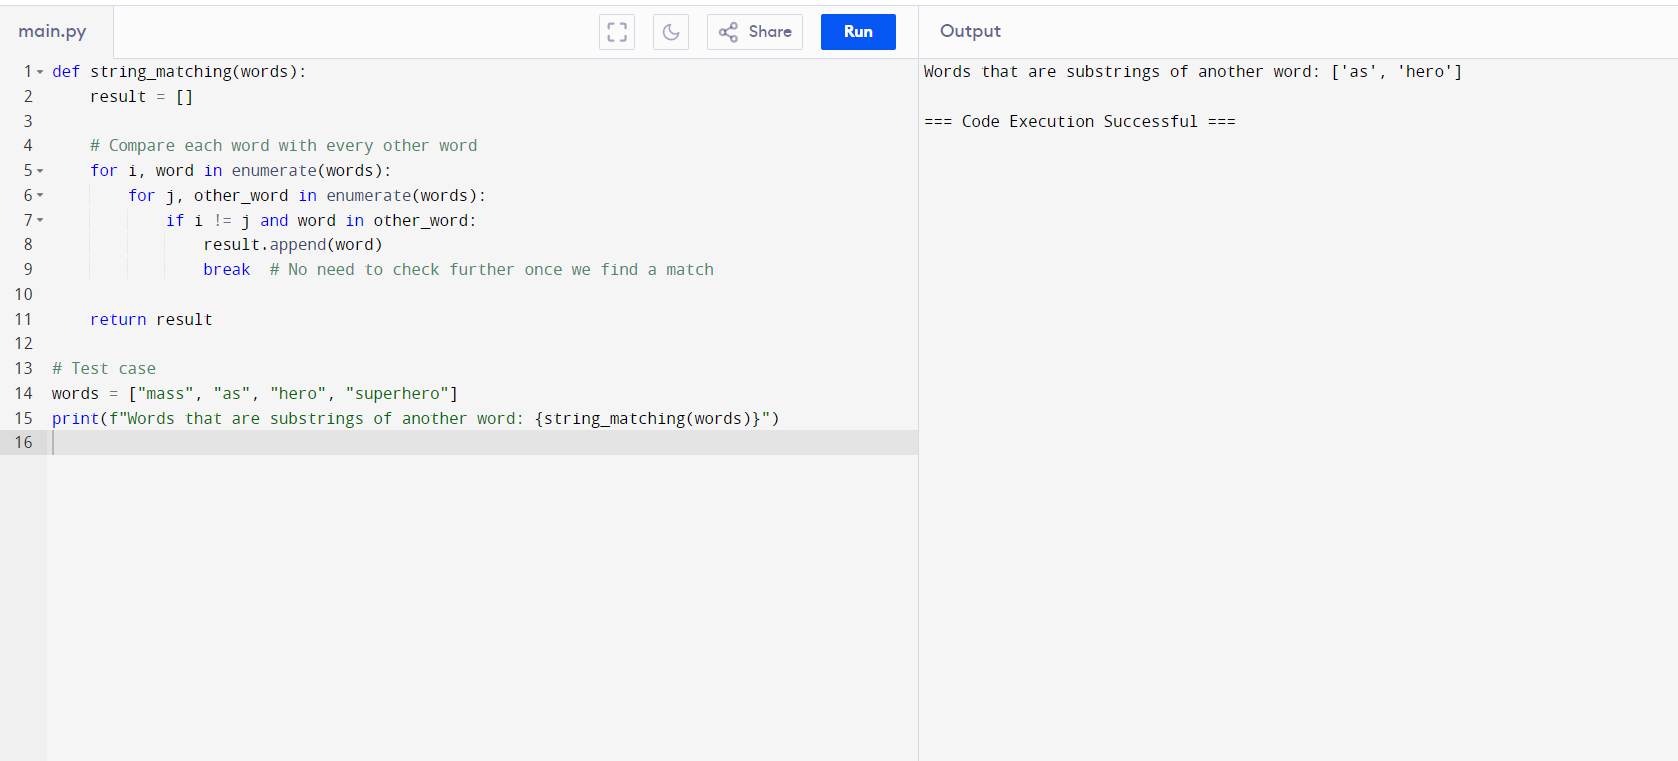 main.py
Share
Run
Output
1 def string_matching(words):
2     result = []
3
4     # Compare each word with every other word
5     for i, word in enumerate(words):
6         for j, other_word in enumerate(words):
7             if i != j and word in other_word:
8                 result.append(word)
9                 break  # No need to check further once we find a match
10
11     return result
12
13 # Test case
14 words = ["mass", "as", "hero", "superhero"]
15 print(f"Words that are substrings of another word: {string_matching(words)}")
16
Words that are substrings of another word: ['as', 'hero']
=== Code Execution Successful ===